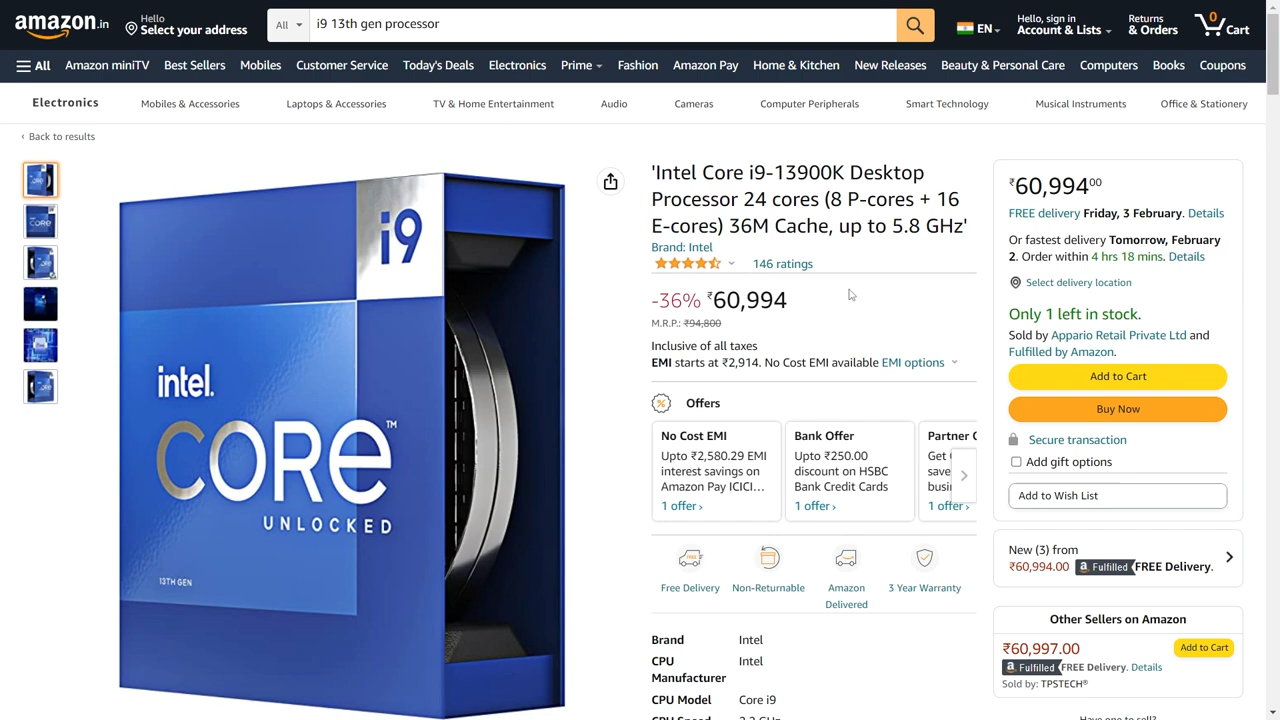 amazon.in
Hello
Select your address
All
i9 13th gen processor
EN
Hello, sign in
Account & Lists
Returns
& Orders
0
Cart
All
Amazon miniTV
Best Sellers
Mobiles
Customer Service
Today's Deals
Electronics
Prime
Fashion
Amazon Pay
Home & Kitchen
New Releases
Beauty & Personal Care
Computers
Books
Coupons
Electronics
Mobiles & Accessories
Laptops & Accessories
TV & Home Entertainment
Audio
Cameras
Computer Peripherals
Smart Technology
Musical Instruments
Office & Stationery
‹ Back to results
i9
intel.
CORE™
UNLOCKED
13TH GEN
'Intel Core i9-13900K Desktop
Processor 24 cores (8 P-cores + 16
E-cores) 36M Cache, up to 5.8 GHz'
Brand: Intel
146 ratings
-36% ₹60,994
M.R.P.: ₹94,800
Inclusive of all taxes
EMI starts at ₹2,914. No Cost EMI available EMI options
Offers
No Cost EMI
Upto ₹2,580.29 EMI
interest savings on
Amazon Pay ICICI…
1 offer ›
Bank Offer
Upto ₹250.00
discount on HSBC
Bank Credit Cards
1 offer ›
Partner
Get
save
busi
1 offer ›
Free Delivery
Non-Returnable
Amazon
Delivered
3 Year Warranty
Brand Intel
CPU Intel
Manufacturer
CPU Model Core i9
₹60,994.00
FREE delivery Friday, 3 February. Details
Or fastest delivery Tomorrow, February
2. Order within 4 hrs 18 mins. Details
Select delivery location
Only 1 left in stock.
Sold by Appario Retail Private Ltd and
Fulfilled by Amazon.
Add to Cart
Buy Now
Secure transaction
Add gift options
Add to Wish List
New (3) from
₹60,994.00 Fulfilled FREE Delivery.
Other Sellers on Amazon
₹60,997.00
Add to Cart
Fulfilled FREE Delivery. Details
Sold by: TPSTECH®